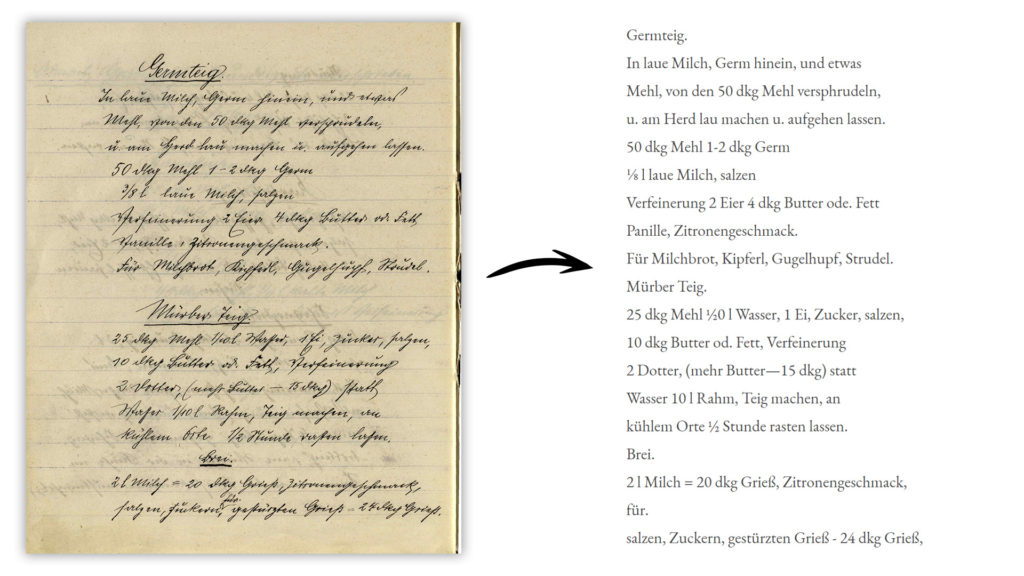 Germteig.
In laue Milch, Germ hinein, und etwas
Mehl, von den 50 dkg Mehl versprudeln,
u. am Herd lau machen u. aufgehen lassen.
50 dkg Mehl 1-2 dkg Germ
3/8 l laue Milch, salzen
Verfeinerung 2 Eier 4 dkg Butter od. Fett
Vanille, Zitronengeschmack.
Für Milchbrot, Kipferl, Gugelhupf, Strudel.
Mürber Teig.
25 dkg Mehl 1/10 l Wasser, 1 Ei, Zucker, salzen,
10 dkg Butter od. Fett, Verfeinerung
2 Dotter, (mehr Butter — 15 dkg) statt
Wasser 1/10 l Rahm, Teig machen, an
kühlem Orte 1/2 Stunde rasten lassen.
Brei.
2 l Milch = 20 dkg Grieß, Zitronengeschmack,
für
salzen, Zuckern, gestürzten Grieß - 24 dkg Grieß.
Germteig.
In laue Milch, Germ hinein, und etwas
Mehl, von den 50 dkg Mehl versphrudeln,
u. am Herd lau machen u. aufgehen lassen.
50 dkg Mehl 1-2 dkg Germ
⅛ l laue Milch, salzen
Verfeinerung 2 Eier 4 dkg Butter ode. Fett
Panille, Zitronengeschmack.
Für Milchbrot, Kipferl, Gugelhupf, Strudel.
Mürber Teig.
25 dkg Mehl ½0 l Wasser, 1 Ei, Zucker, salzen,
10 dkg Butter od. Fett, Verfeinerung
2 Dotter, (mehr Butter—15 dkg) statt
Wasser 10 l Rahm, Teig machen, an
kühlem Orte ½ Stunde rasten lassen.
Brei.
2 l Milch = 20 dkg Grieß, Zitronengeschmack,
für.
salzen, Zuckern, gestürzten Grieß - 24 dkg Grieß,